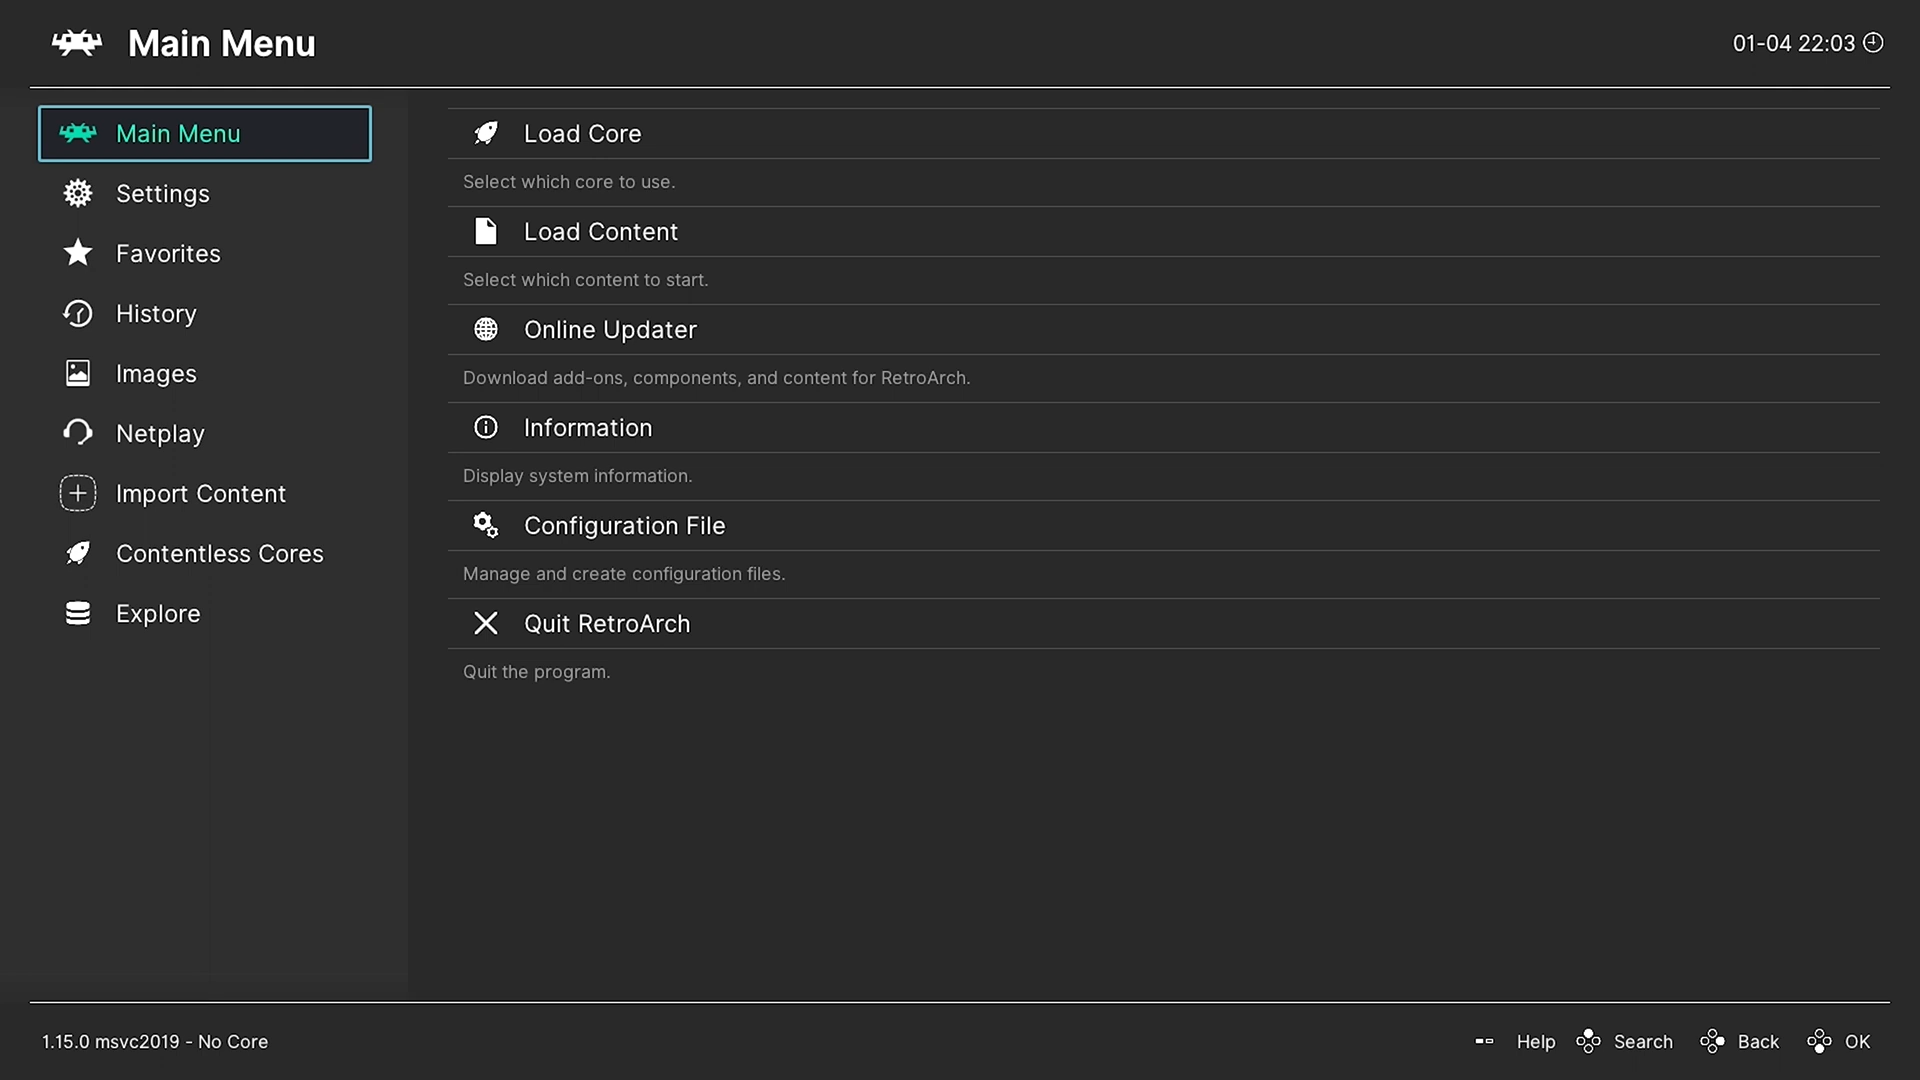 Main Menu
01-04 22:03
Main Menu
Settings
Favorites
History
Images
Netplay
Import Content
Contentless Cores
Explore
Load Core
Select which core to use.
Load Content
Select which content to start.
Online Updater
Download add-ons, components, and content for RetroArch.
Information
Display system information.
Configuration File
Manage and create configuration files.
Quit RetroArch
Quit the program.
1.15.0 msvc2019 - No Core
Help Search Back OK